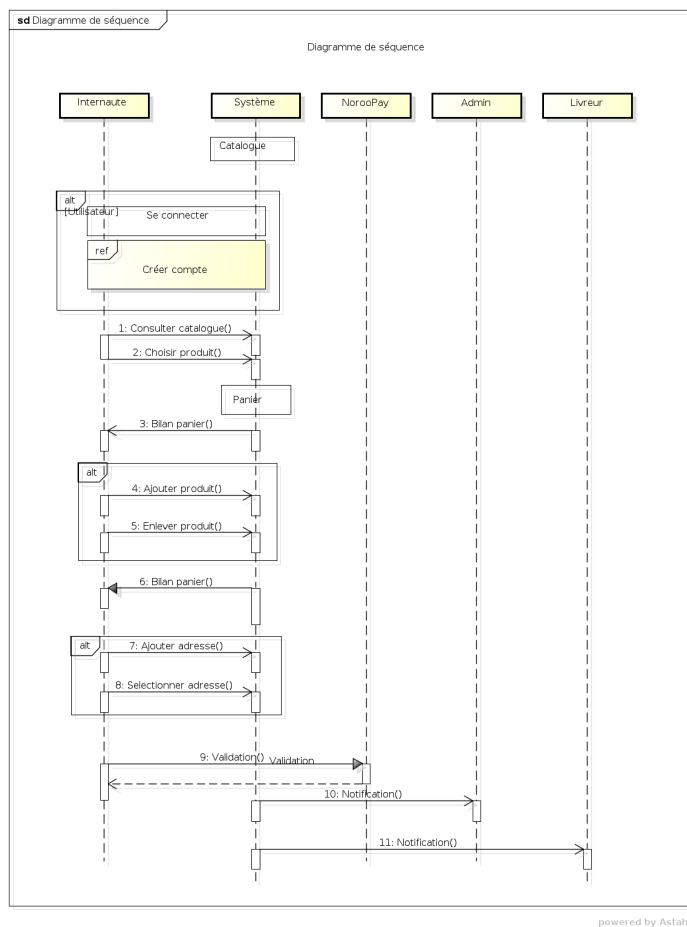 sd Diagramme de séquence
Diagramme de séquence
Internaute
Système
NorooPay
Admin
Livreur
Catalogue
alt
[Utilisateur]
Se connecter
ref
Créer compte
1: Consulter catalogue()
2: Choisir produit()
Panier
3: Bilan panier()
alt
4: Ajouter produit()
5: Enlever produit()
6: Bilan panier()
alt
7: Ajouter adresse()
8: Selectionner adresse()
9: Validation()
Validation
10: Notification()
11: Notification()
powered by Astah